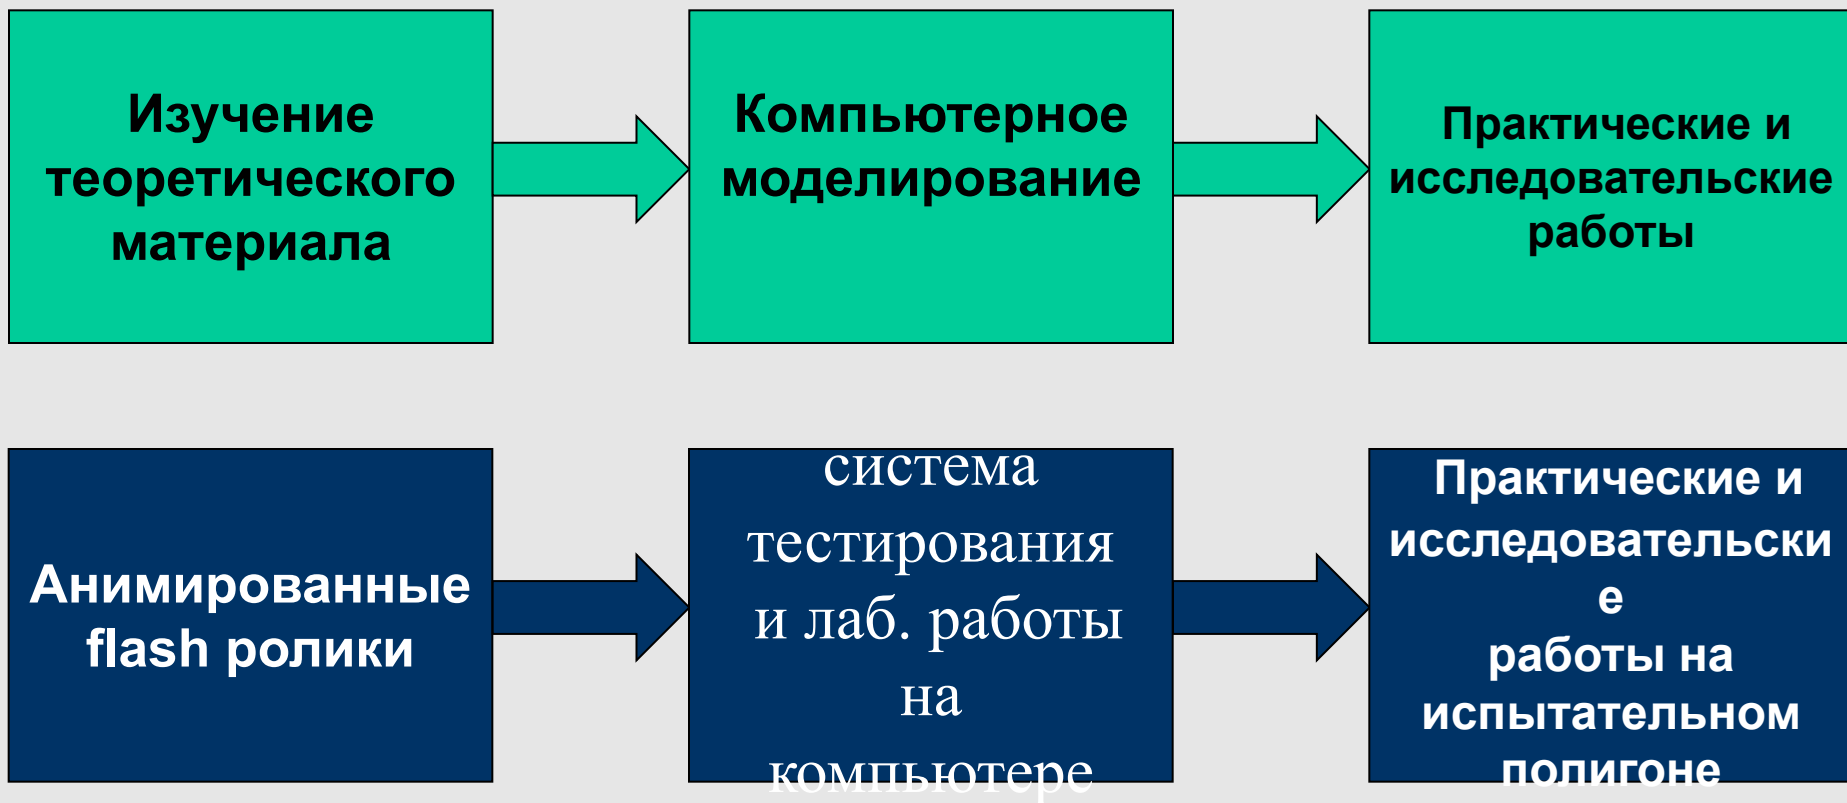 Изучение
теоретического
материала
Компьютерное
моделирование
Практические и
исследовательские
работы
Анимированные
flash ролики
система
тестирования
и лаб. работы
на
компьютере
Практические и
исследовательски
е
работы на
испытательном
полигоне